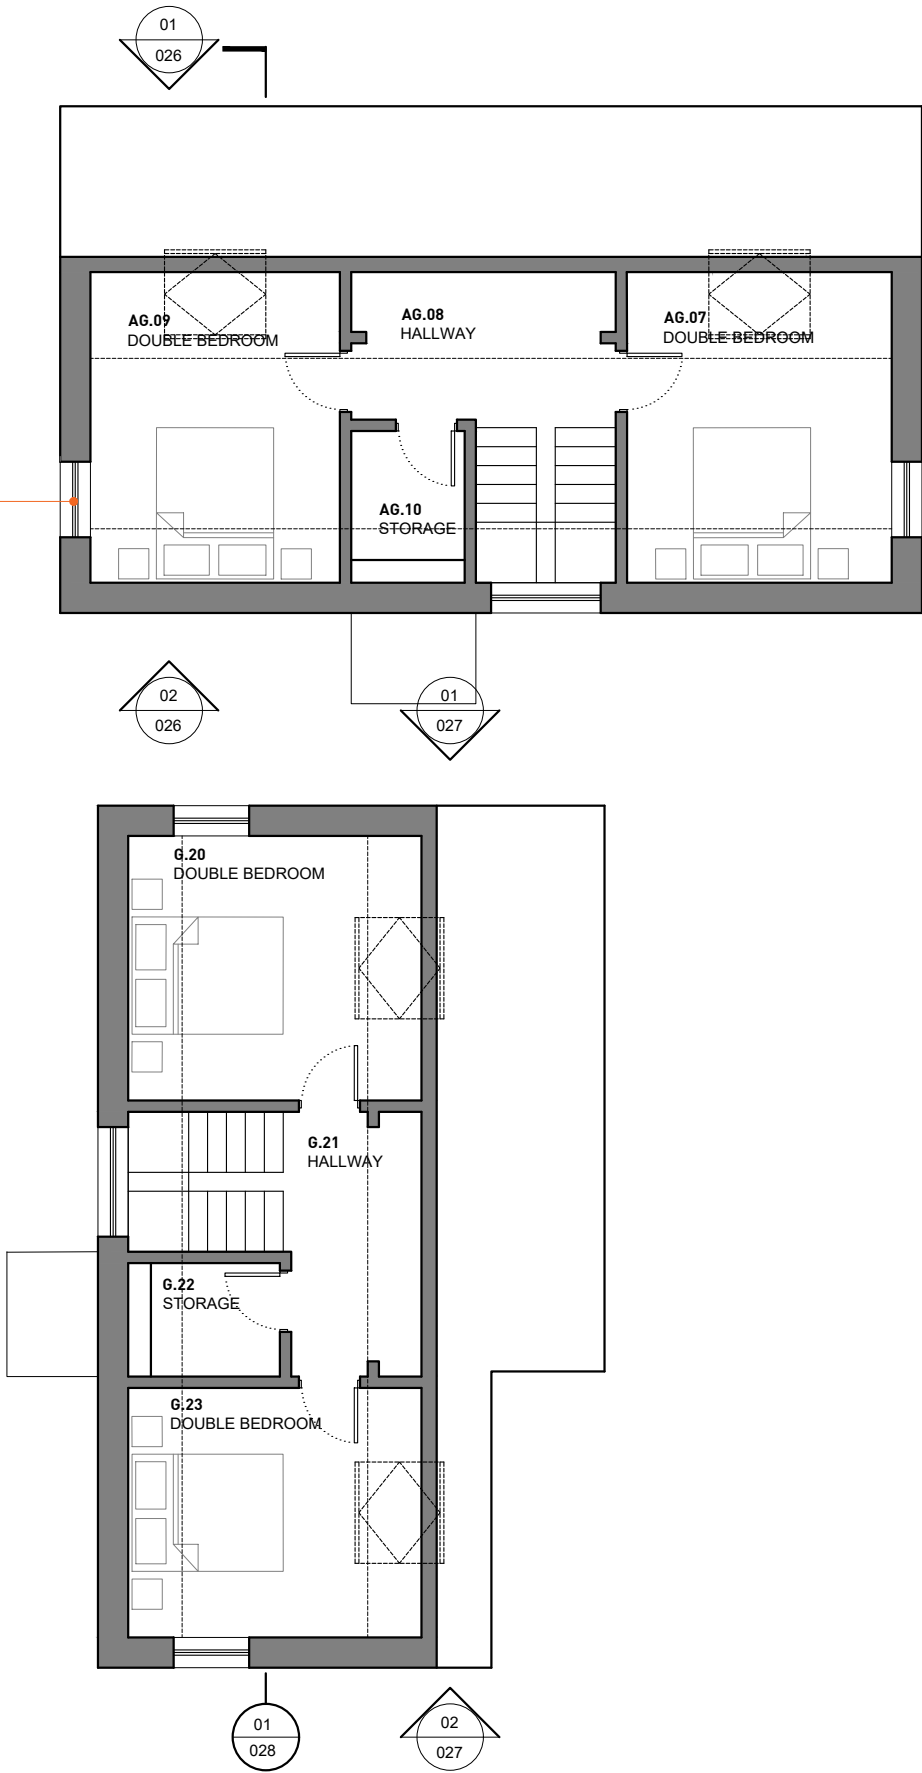 01
026
AG.09
DOUBLE BEDROOM
AG.08
HALLWAY
AG.07
DOUBLE BEDROOM
AG.10
STORAGE
02
026
01
027
G.20
DOUBLE BEDROOM
G.21
HALLWAY
G.22
STORAGE
G.23
DOUBLE BEDROOM
01
028
02
027